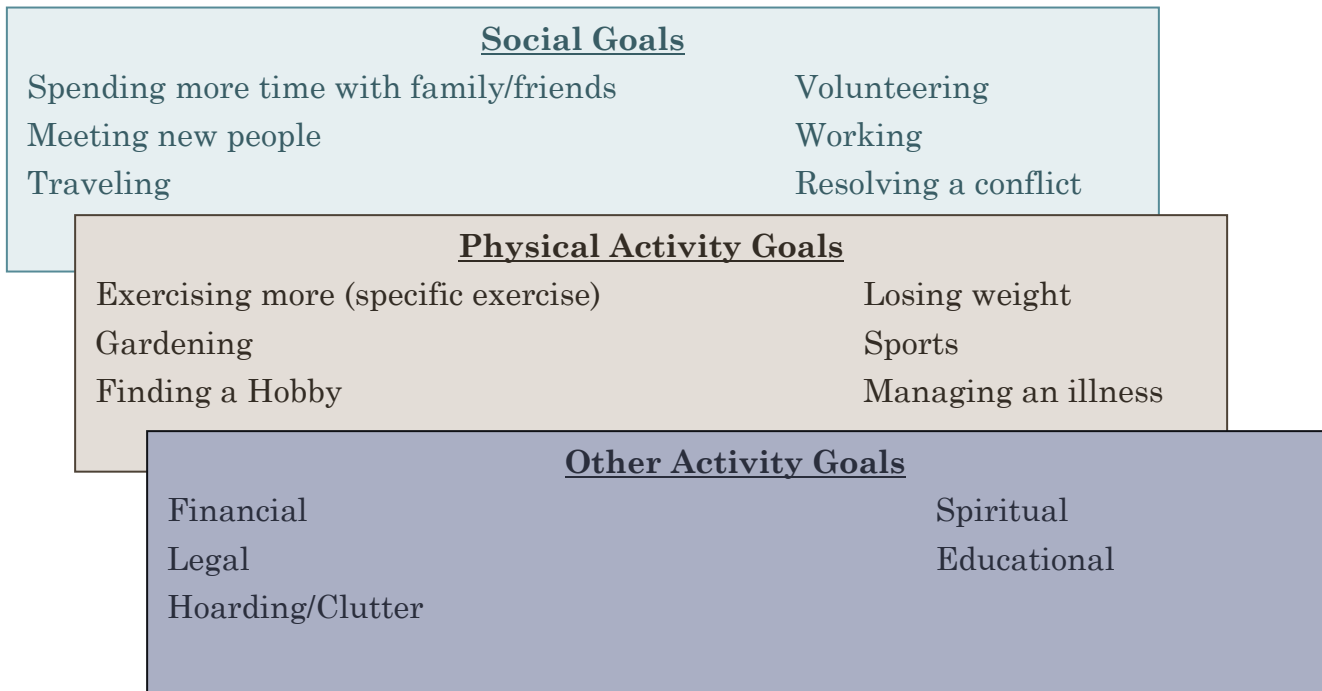 Social Goals
Spending more time with family/friends Volunteering
Meeting new people Working
Traveling Resolving a conflict
Physical Activity Goals
Exercising more (specific exercise) Losing weight
Gardening Sports
Finding a Hobby Managing an illness
Other Activity Goals
Financial Spiritual
Legal Educational
Hoarding/Clutter